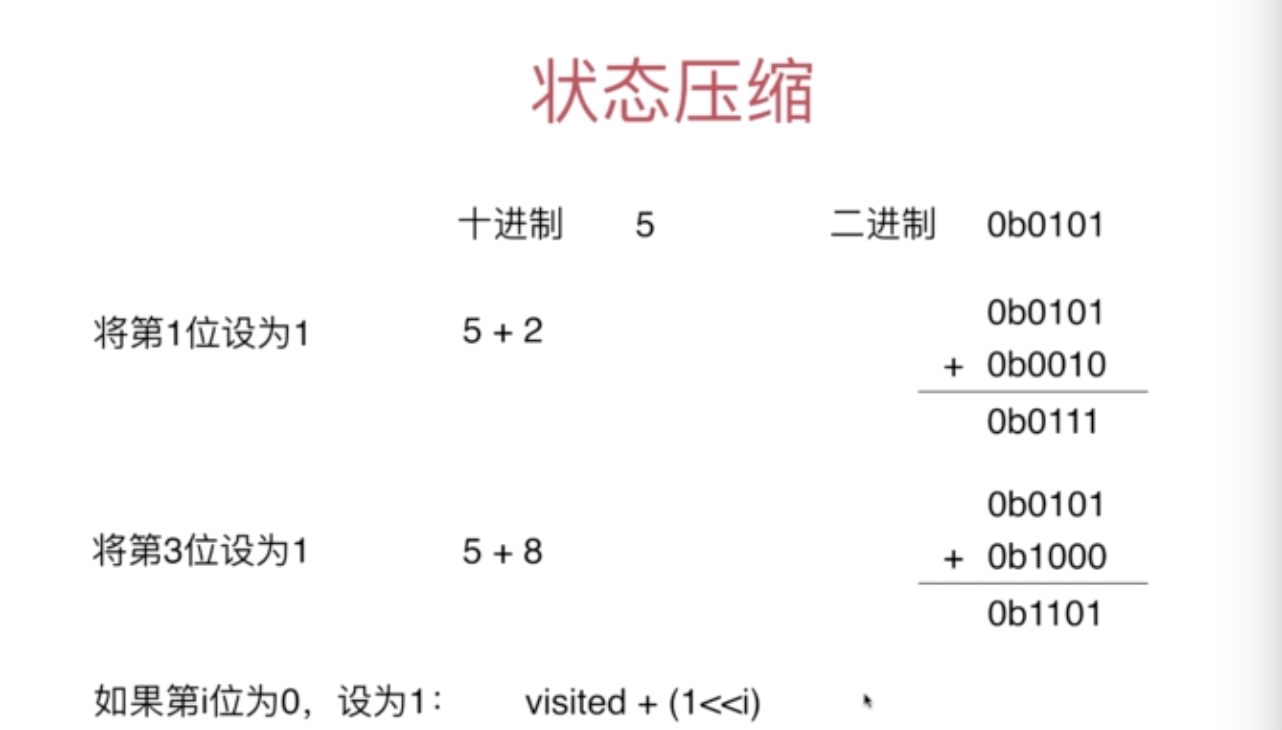 状态压缩
十进制 5 二进制 0b0101
将第1位设为1 5 + 2 0b0101
+ 0b0010
0b0111
0b0101
将第3位设为1 5 + 8 + 0b1000
0b1101
如果第i位为0，设为1： visited + (1<<i)